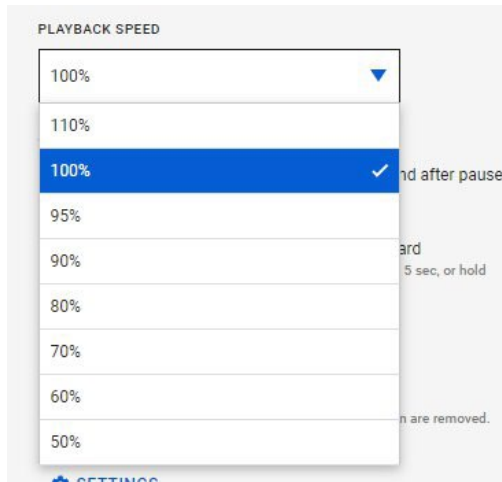 PLAYBACK SPEED
100%
110%
100%
nd after pause
95%
ard
90%
5 sec, or hold
80%
70%
60%
n are removed.
50%
SETTINGS